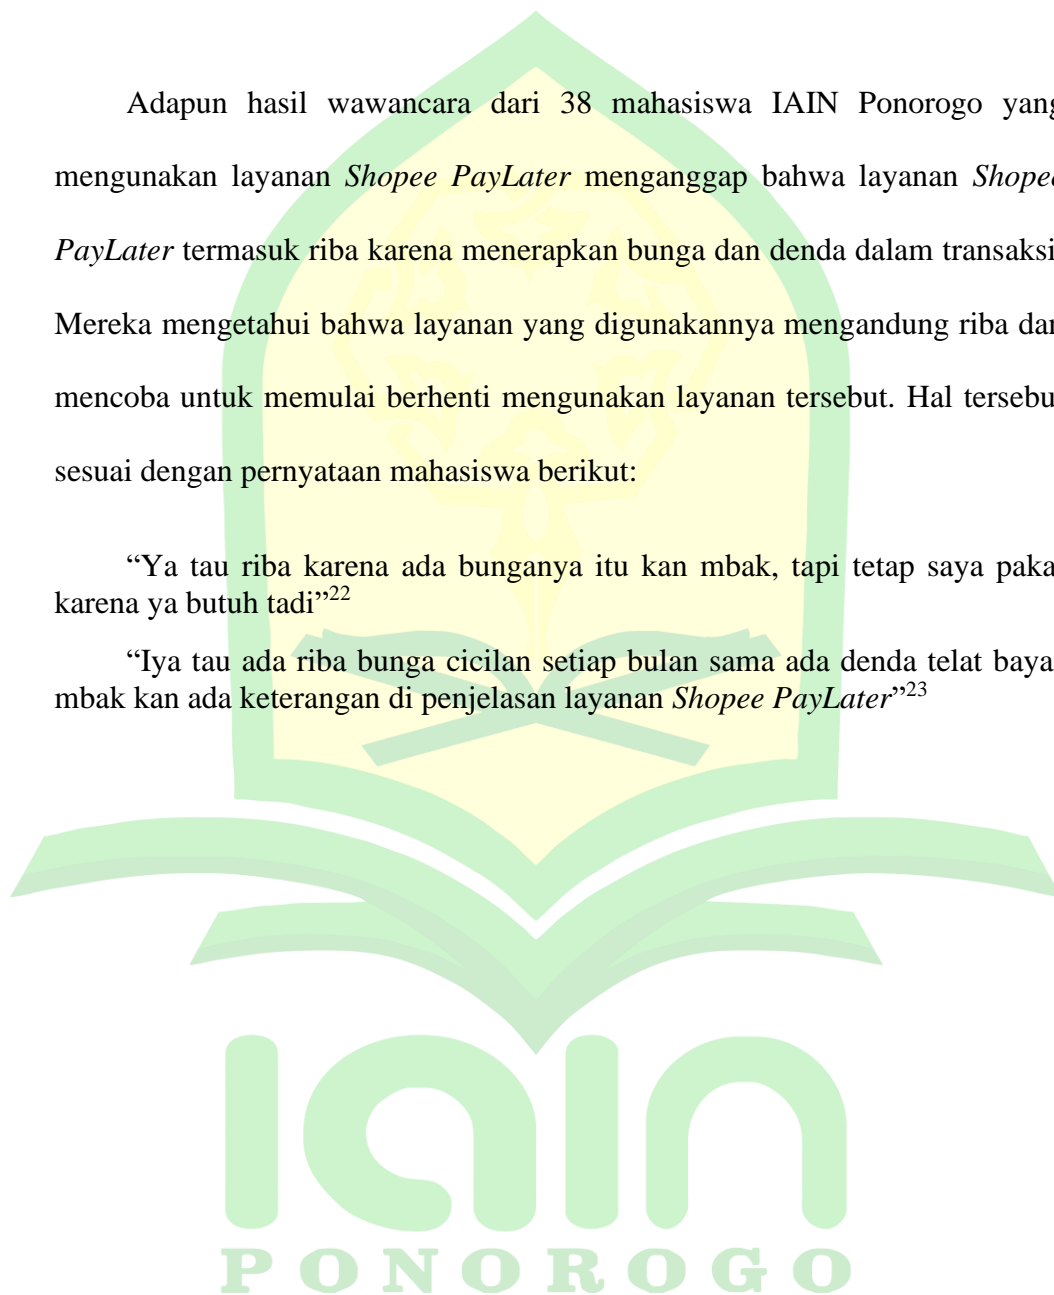 Adapun hasil wawancara dari 38 mahasiswa IAIN Ponorogo yang
mengunakan layanan Shopee PayLater menganggap bahwa layanan Shopee
PayLater termasuk riba karena menerapkan bunga dan denda dalam transaksi
Mereka mengetahui bahwa layanan yang digunakannya mengandung riba dan
mencoba untuk memulai berhenti mengunakan layanan tersebut. Hal tersebut
sesuai dengan pernyataan mahasiswa berikut:
“Ya tau riba karena ada bunganya itu kan mbak, tapi tetap saya pakai
karena ya butuh tadi”22
“Iya tau ada riba bunga cicilan setiap bulan sama ada denda telat bayar
mbak kan ada keterangan di penjelasan layanan Shopee PayLater”23
iain
PONOROGO